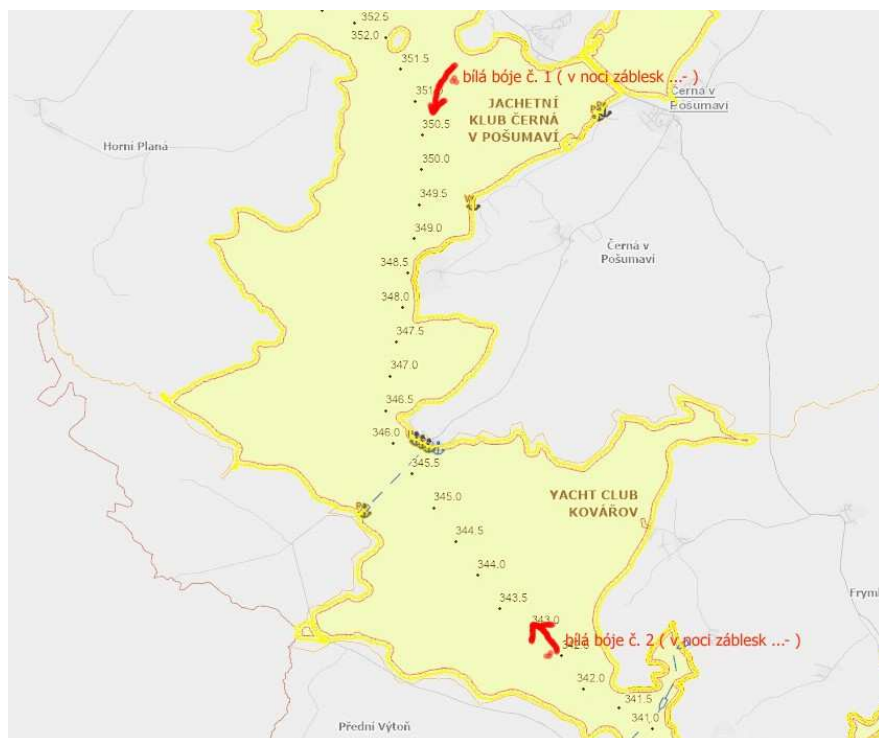 352.5
352.0
351.5
bílá bóje č. 1 ( v noci záblesk ...- )
Černá v
Pošumaví
JACHETNÍ
KLUB ČERNÁ
V POŠUMAVÍ
350.5
Horní Planá
350.0
349.5
349.0
Černá v
Pošumaví
348.5
348.0
347.5
347.0
346.5
346.0
345.5
345.0
YACHT CLUB
KOVÁŘOV
344.5
344.0
343.5
343.0
bílá bóje č. 2 ( v noci záblesk ...- )
342.0
341.5
341.0
Přední Výtoň